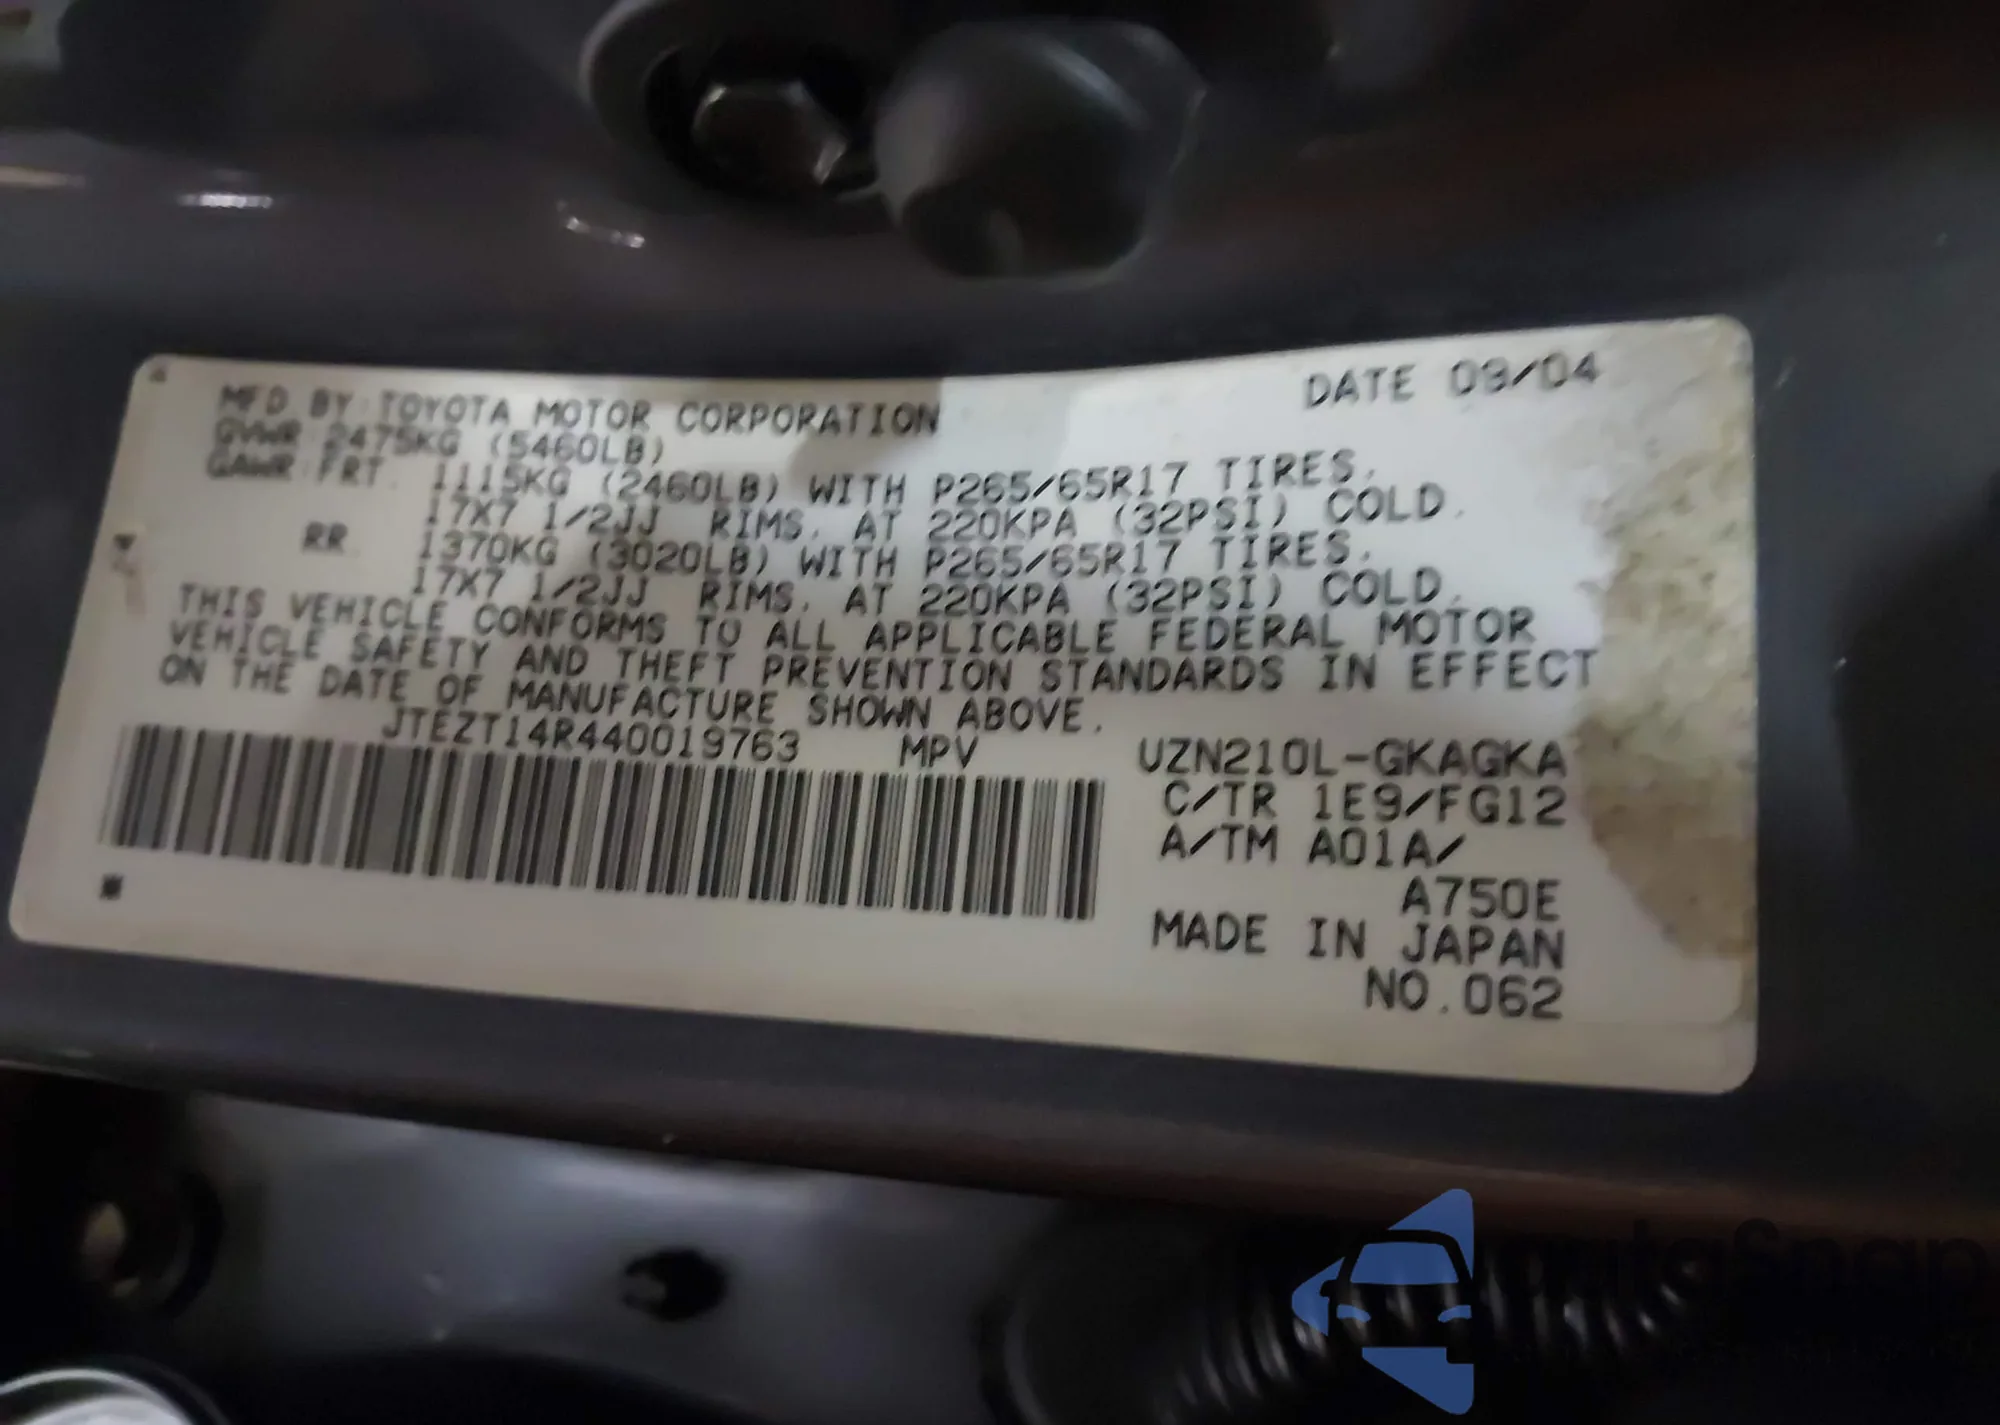 DATE 09/04
MFD BY TOYOTA MOTOR CORPORATION
GVWR 2475KG (5460LB)
GAWR FRT. 1115KG (2460LB) WITH P265/65R17 TIRES,
17X7 1/2JJ RIMS, AT 220KPA (32PSI) COLD.
RR. 1370KG (3020LB) WITH P265/65R17 TIRES,
17X7 1/2JJ RIMS, AT 220KPA (32PSI) COLD.
THIS VEHICLE CONFORMS TO ALL APPLICABLE FEDERAL MOTOR
VEHICLE SAFETY AND THEFT PREVENTION STANDARDS IN EFFECT
ON THE DATE OF MANUFACTURE SHOWN ABOVE.
JTEZT14R440019763 MPV UZN210L-GKAGKA
C/TR 1E9/FG12
A/TM A01A/
A750E
MADE IN JAPAN
NO.062